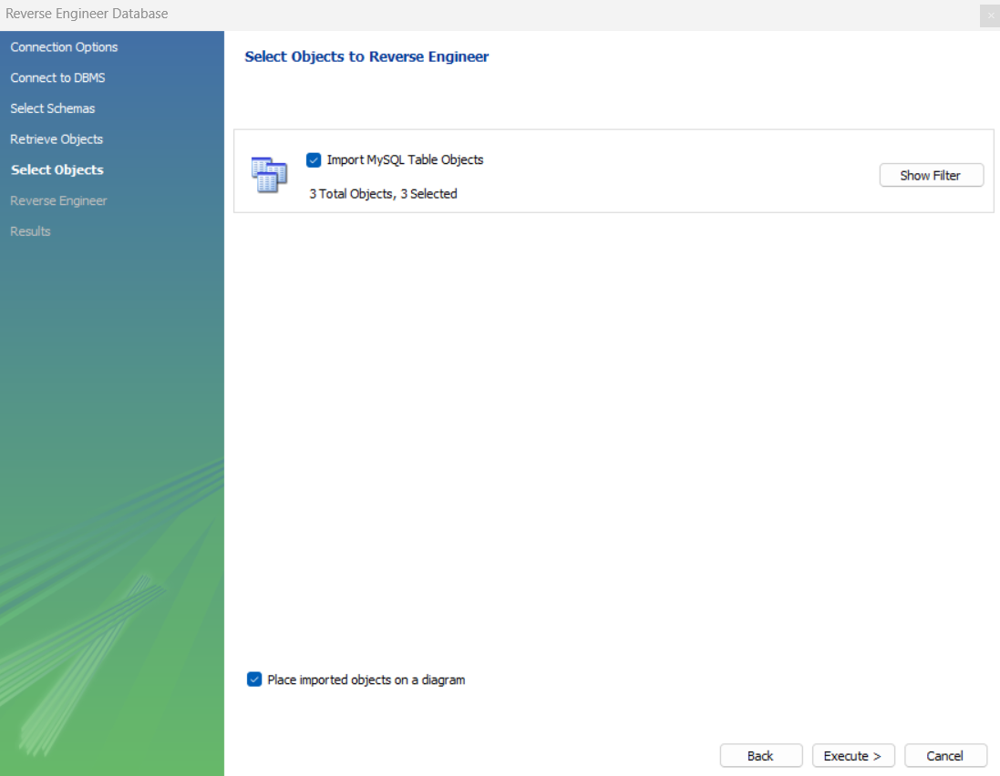 Reverse Engineer Database
Connection Options
Connect to DBMS
Select Schemas
Retrieve Objects
Select Objects
Reverse Engineer
Results
Select Objects to Reverse Engineer
Import MySQL Table Objects
3 Total Objects, 3 Selected
Show Filter
Place imported objects on a diagram
Back
Execute >
Cancel